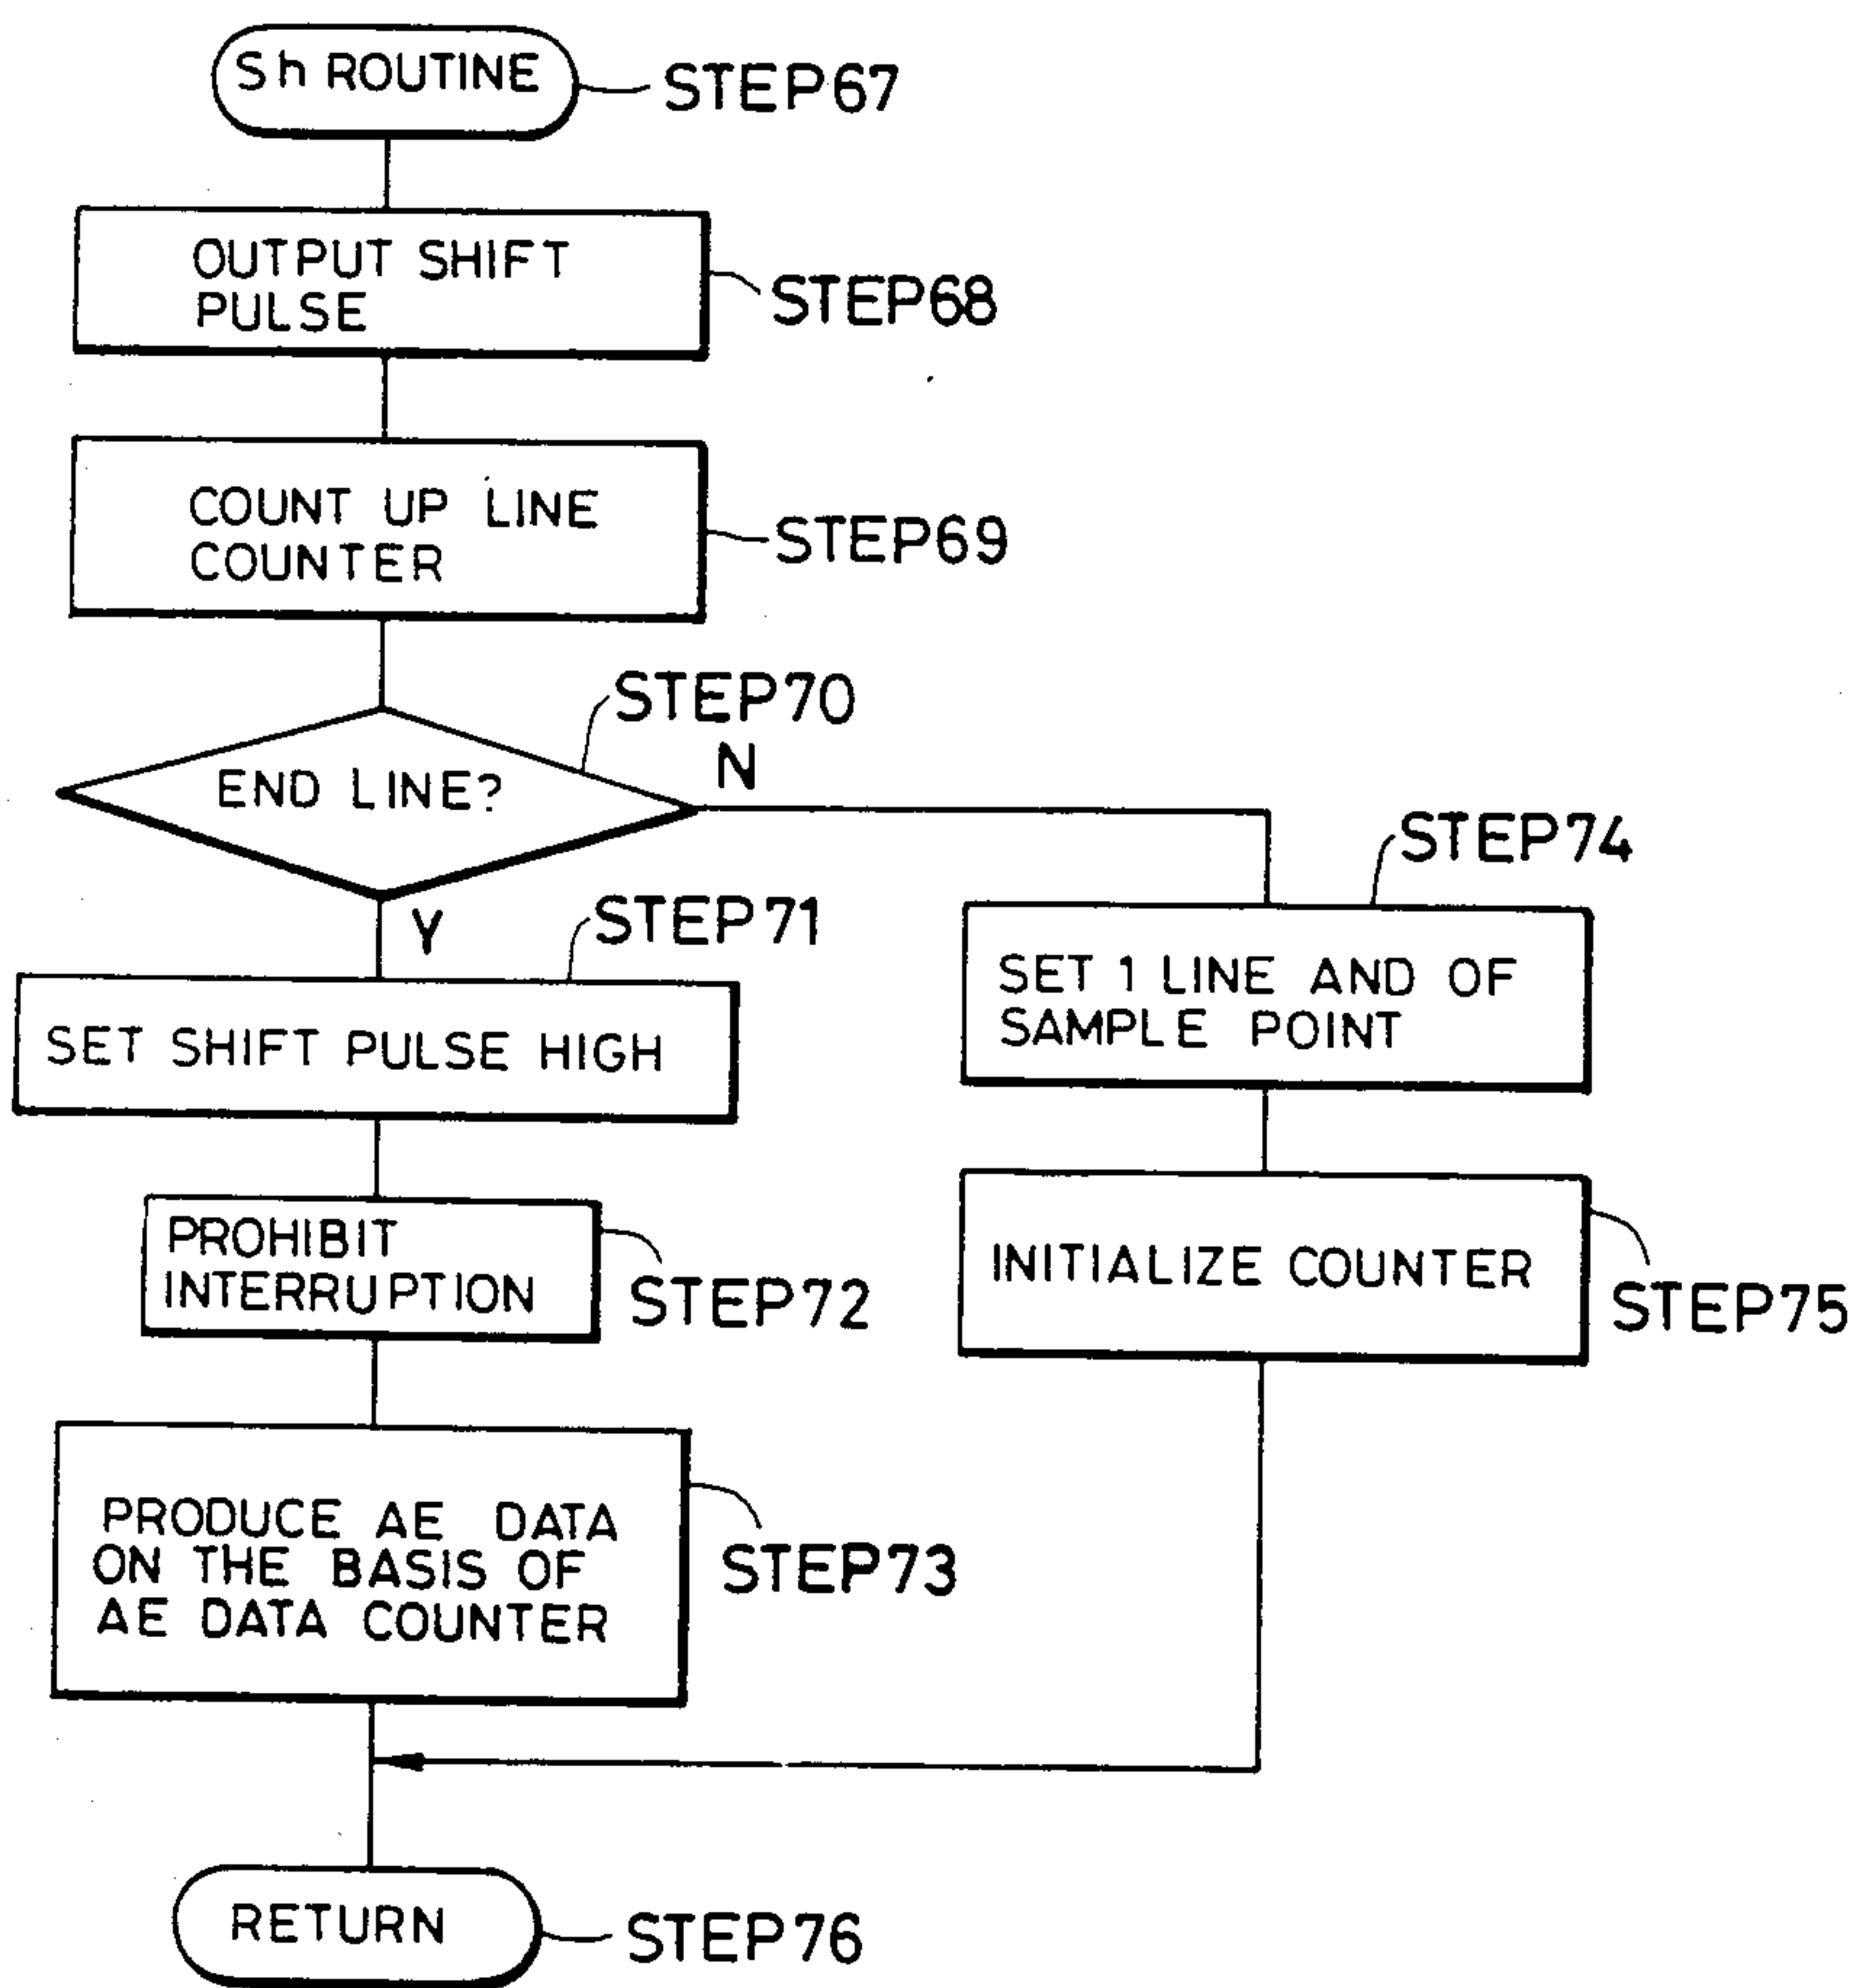 Sh ROUTINE
STEP67
OUTPUT SHIFT
PULSE
STEP68
COUNT UP LINE
COUNTER
STEP69
STEP70
END LINE?
N
Y
STEP71
SET SHIFT PULSE HIGH
PROHIBIT
INTERRUPTION
STEP72
PRODUCE AE DATA
ON THE BASIS OF
AE DATA COUNTER
STEP73
STEP74
SET 1 LINE AND OF
SAMPLE POINT
INITIALIZE COUNTER
STEP75
RETURN
STEP76